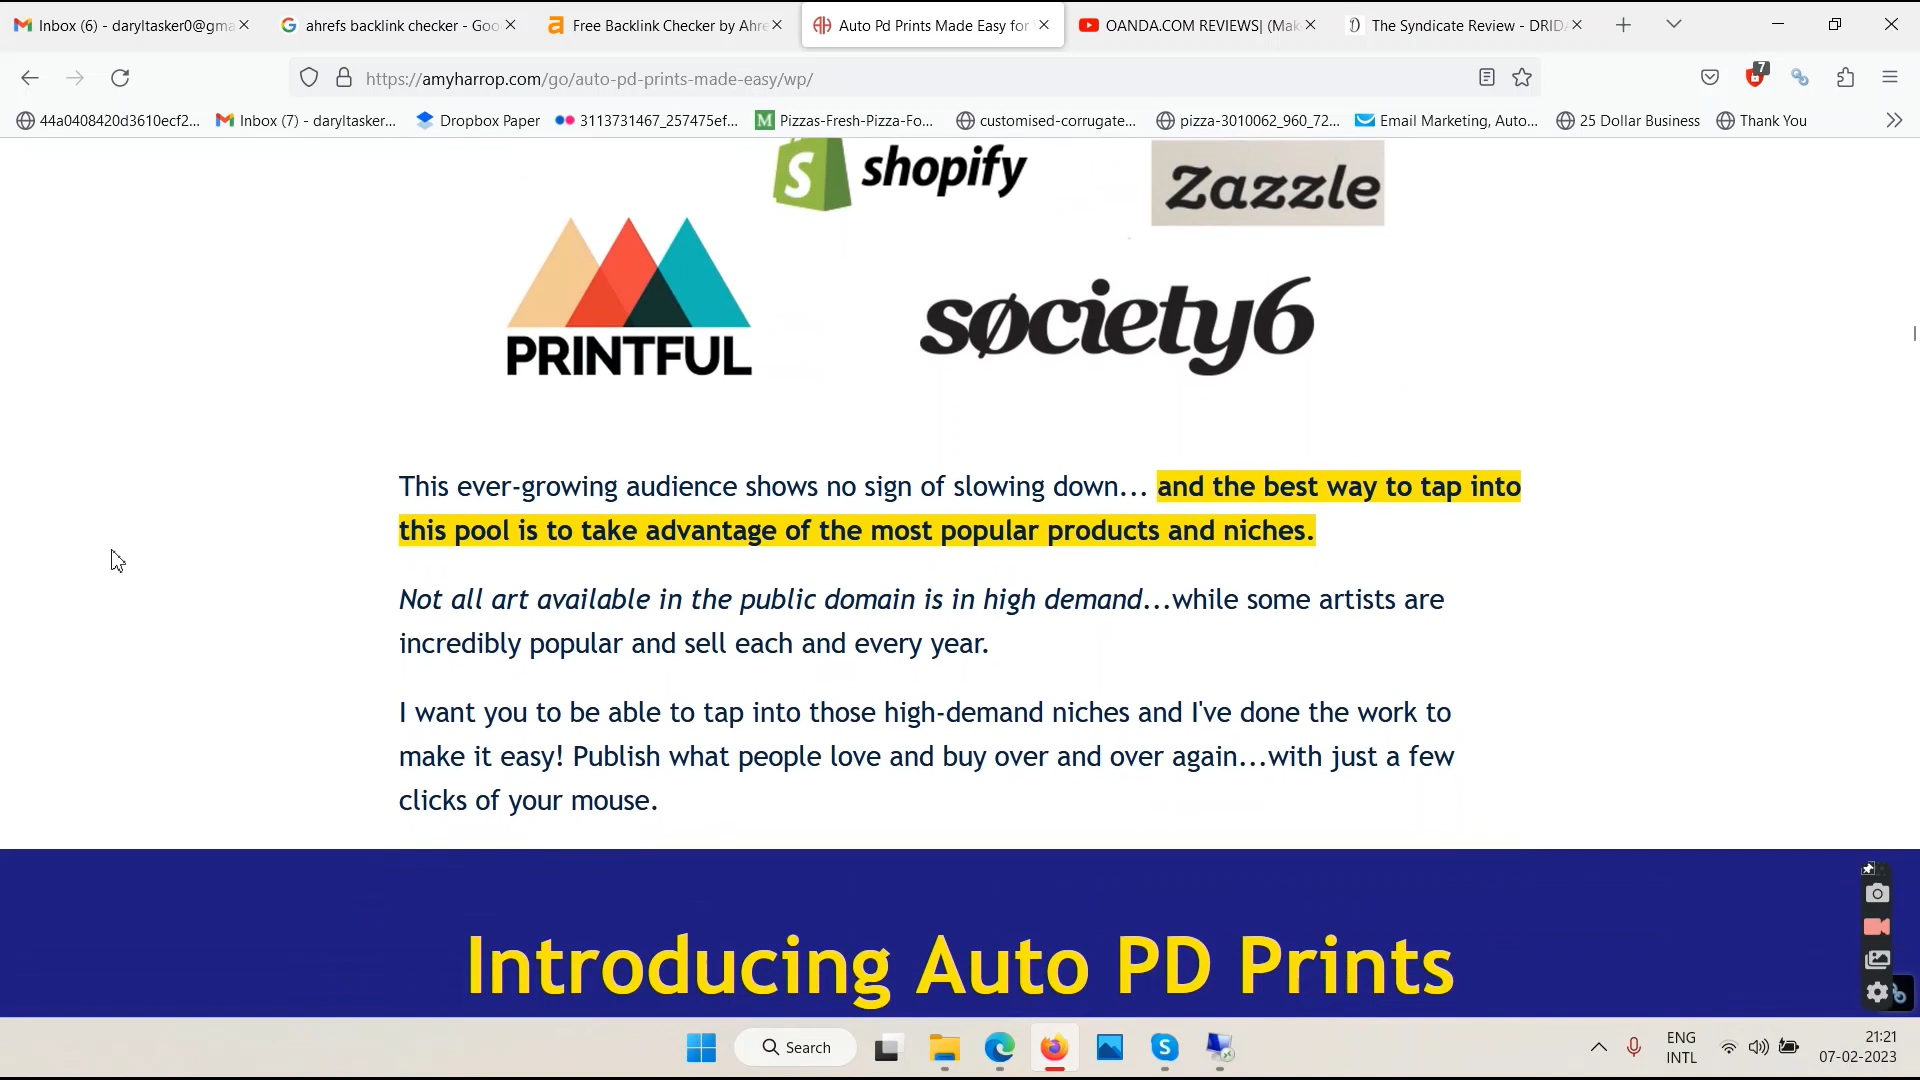 Inbox (6) - daryltasker0@gma
ahrefs backlink checker - Goo
Free Backlink Checker by Ahre
Auto Pd Prints Made Easy for
OANDA.COM REVIEWS| (Mak
The Syndicate Review - DRID
https://amyharrop.com/go/auto-pd-prints-made-easy/wp/
7
44a0408420d3610ecf2...
Inbox (7) - daryltasker...
Dropbox Paper
3113731467_257475ef...
Pizzas-Fresh-Pizza-Fo...
customised-corrugate...
pizza-3010062_960_72...
Email Marketing, Auto...
25 Dollar Business
Thank You
shopify
Zazzle
PRINTFUL
society6
This ever-growing audience shows no sign of slowing down... and the best way to tap into
this pool is to take advantage of the most popular products and niches.
Not all art available in the public domain is in high demand...while some artists are
incredibly popular and sell each and every year.
I want you to be able to tap into those high-demand niches and I've done the work to
make it easy! Publish what people love and buy over and over again...with just a few
clicks of your mouse.
Introducing Auto PD Prints
Search
ENG
INTL
21:21
07-02-2023